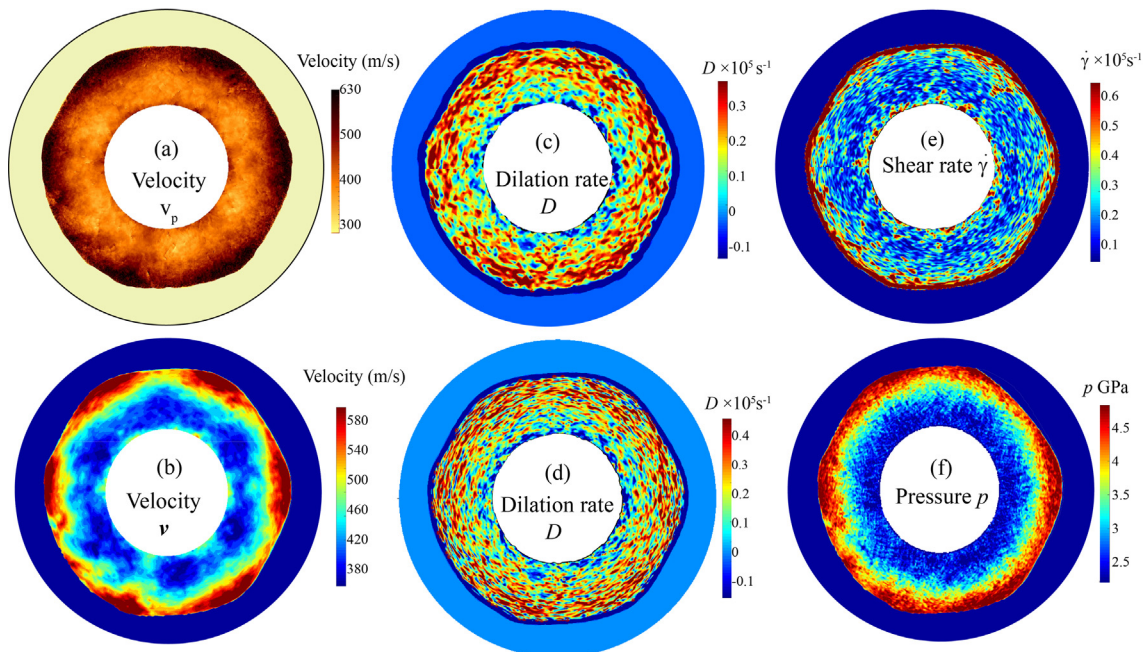 (a)
Velocity
vₚ
Velocity (m/s)
630
500
400
300
(c)
Dilation rate
D
D ×10⁵s⁻¹
0.3
0.2
0.1
0
-0.1
(e)
Shear rate γ̇
γ̇ ×10⁵s⁻¹
0.6
0.5
0.4
0.3
0.2
0.1
(b)
Velocity
v
Velocity (m/s)
580
540
500
460
420
380
(d)
Dilation rate
D
D ×10⁵s⁻¹
0.4
0.3
0.2
0.1
0
-0.1
(f)
Pressure p
p GPa
4.5
4
3.5
3
2.5